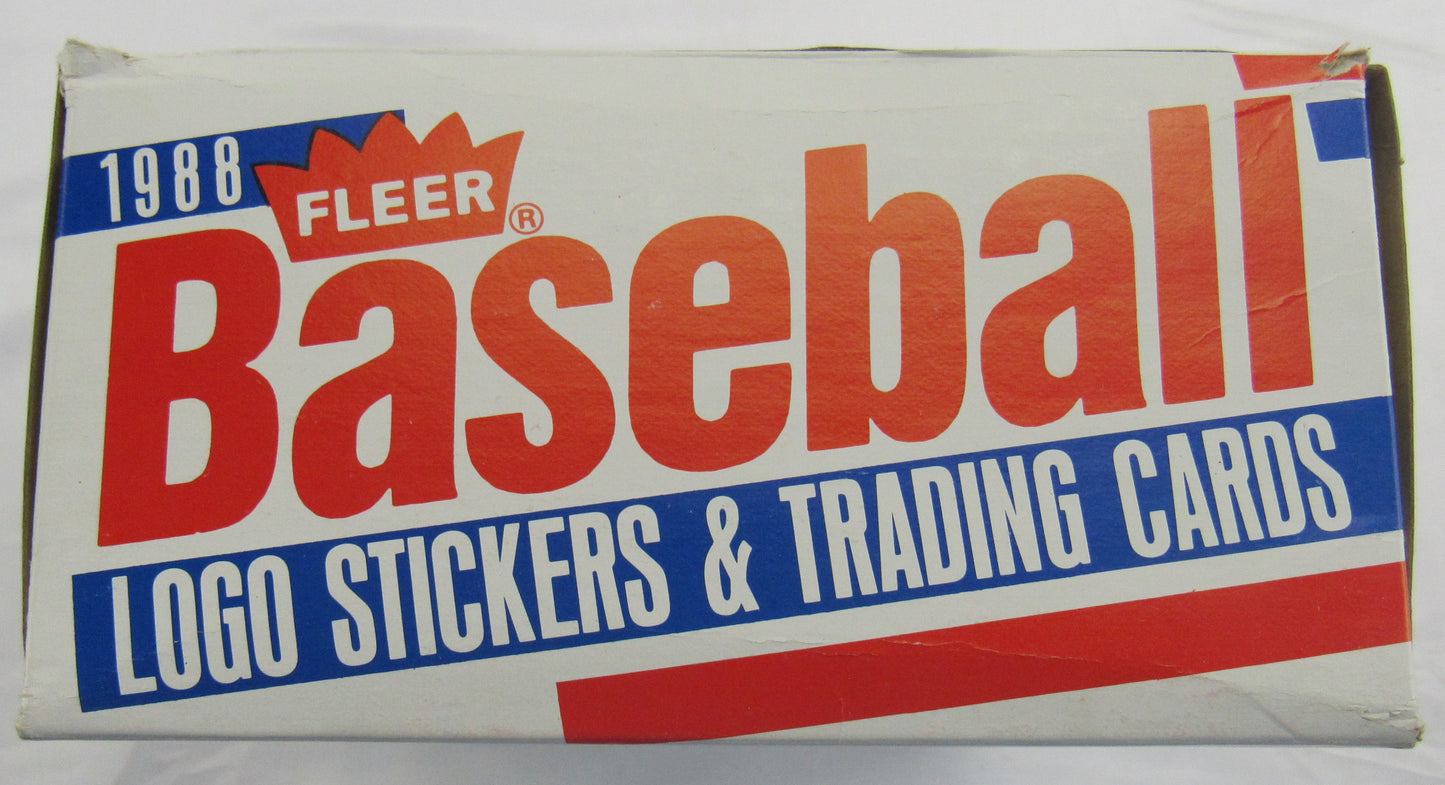 1988
FLEER®
Baseball
LOGO STICKERS & TRADING CARDS